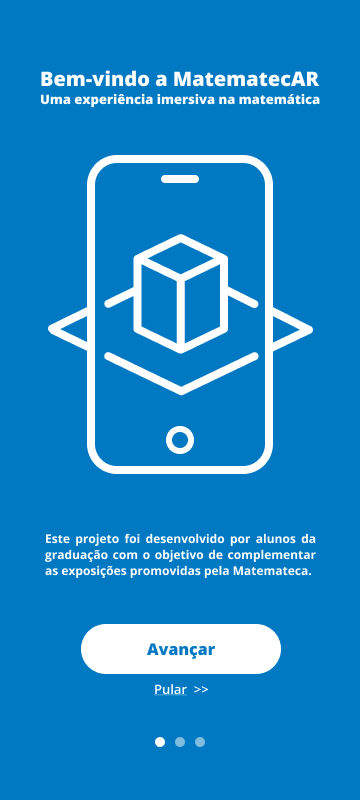 Bem-vindo a MatematecAR
Uma experiência imersiva na matemática
Este projeto foi desenvolvido por alunos da
graduação com o objetivo de complementar
as exposições promovidas pela Matemateca.
Avançar
Pular >>